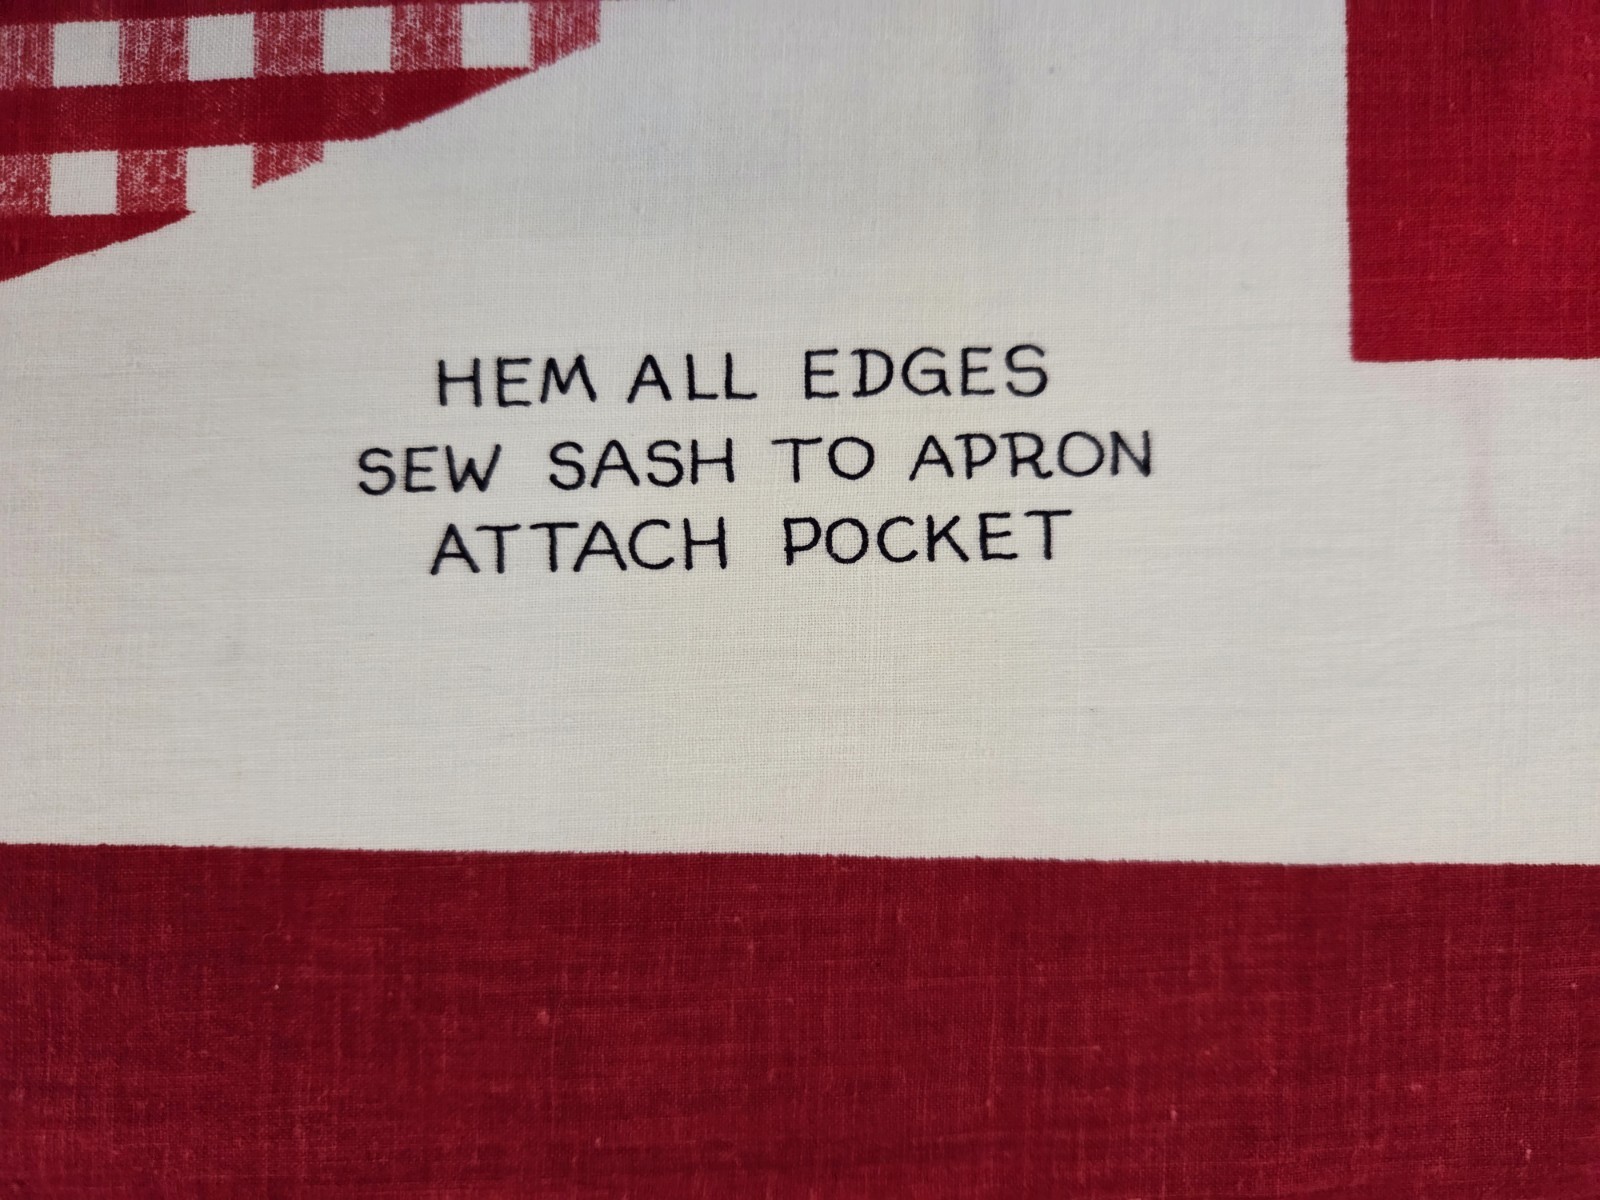 HEM ALL EDGES
SEW SASH TO APRON
ATTACH POCKET